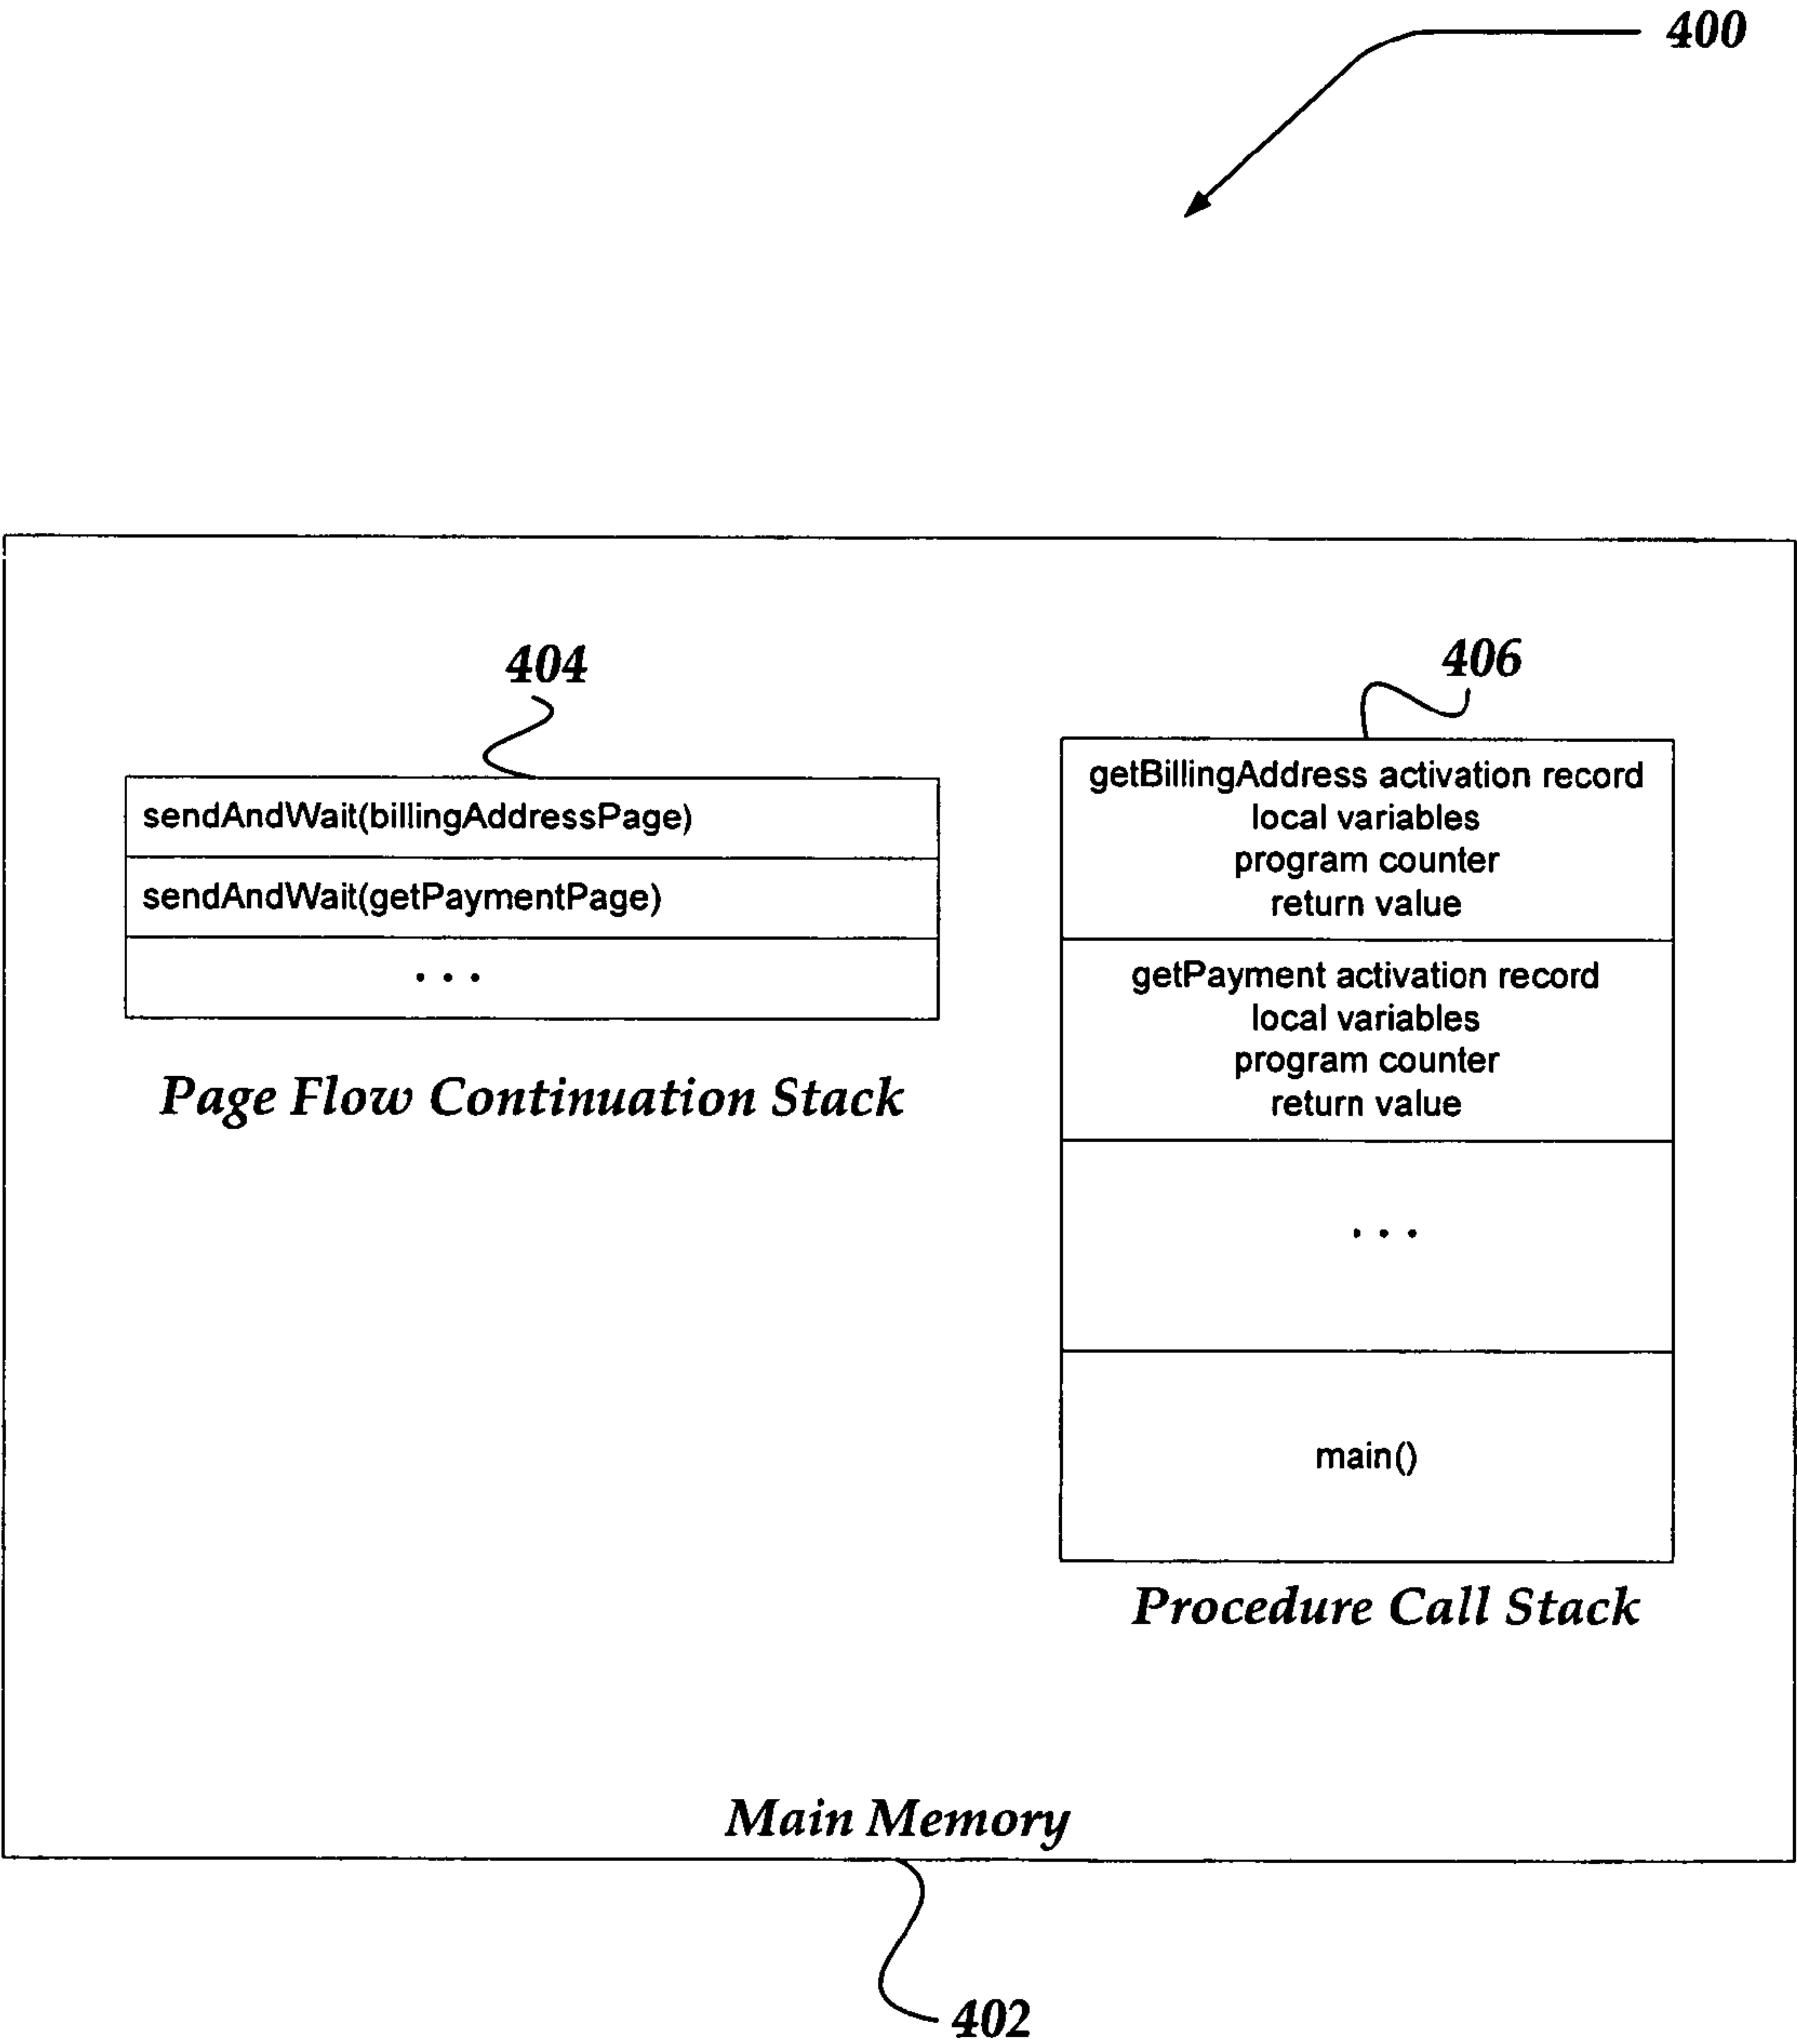 400
404
sendAndWait(billingAddressPage)
sendAndWait(getPaymentPage)
. . .
Page Flow Continuation Stack
406
getBillingAddress activation record
local variables
program counter
return value
getPayment activation record
local variables
program counter
return value
. . .
main()
Procedure Call Stack
Main Memory
402